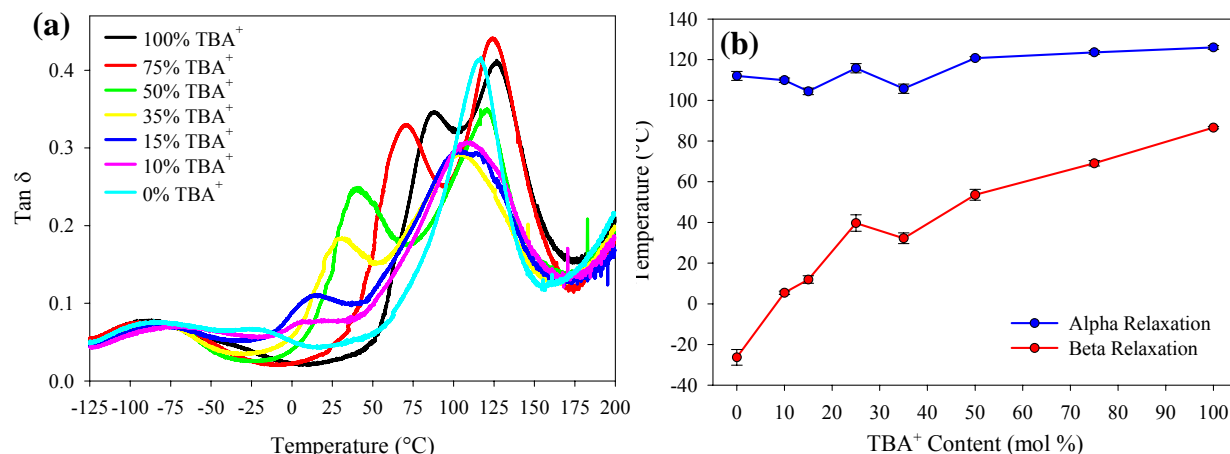 (a)
100% TBA⁺
75% TBA⁺
50% TBA⁺
35% TBA⁺
15% TBA⁺
10% TBA⁺
0% TBA⁺
Tan δ
0.4
0.3
0.2
0.1
0.0
-125 -100 -75 -50 -25 0 25 50 75 100 125 150 175 200
Temperature (°C)
(b)
Temperature (°C)
140
120
100
80
60
40
20
0
-20
-40
Alpha Relaxation
Beta Relaxation
0 10 20 30 40 50 60 70 80 90 100
TBA⁺ Content (mol %)